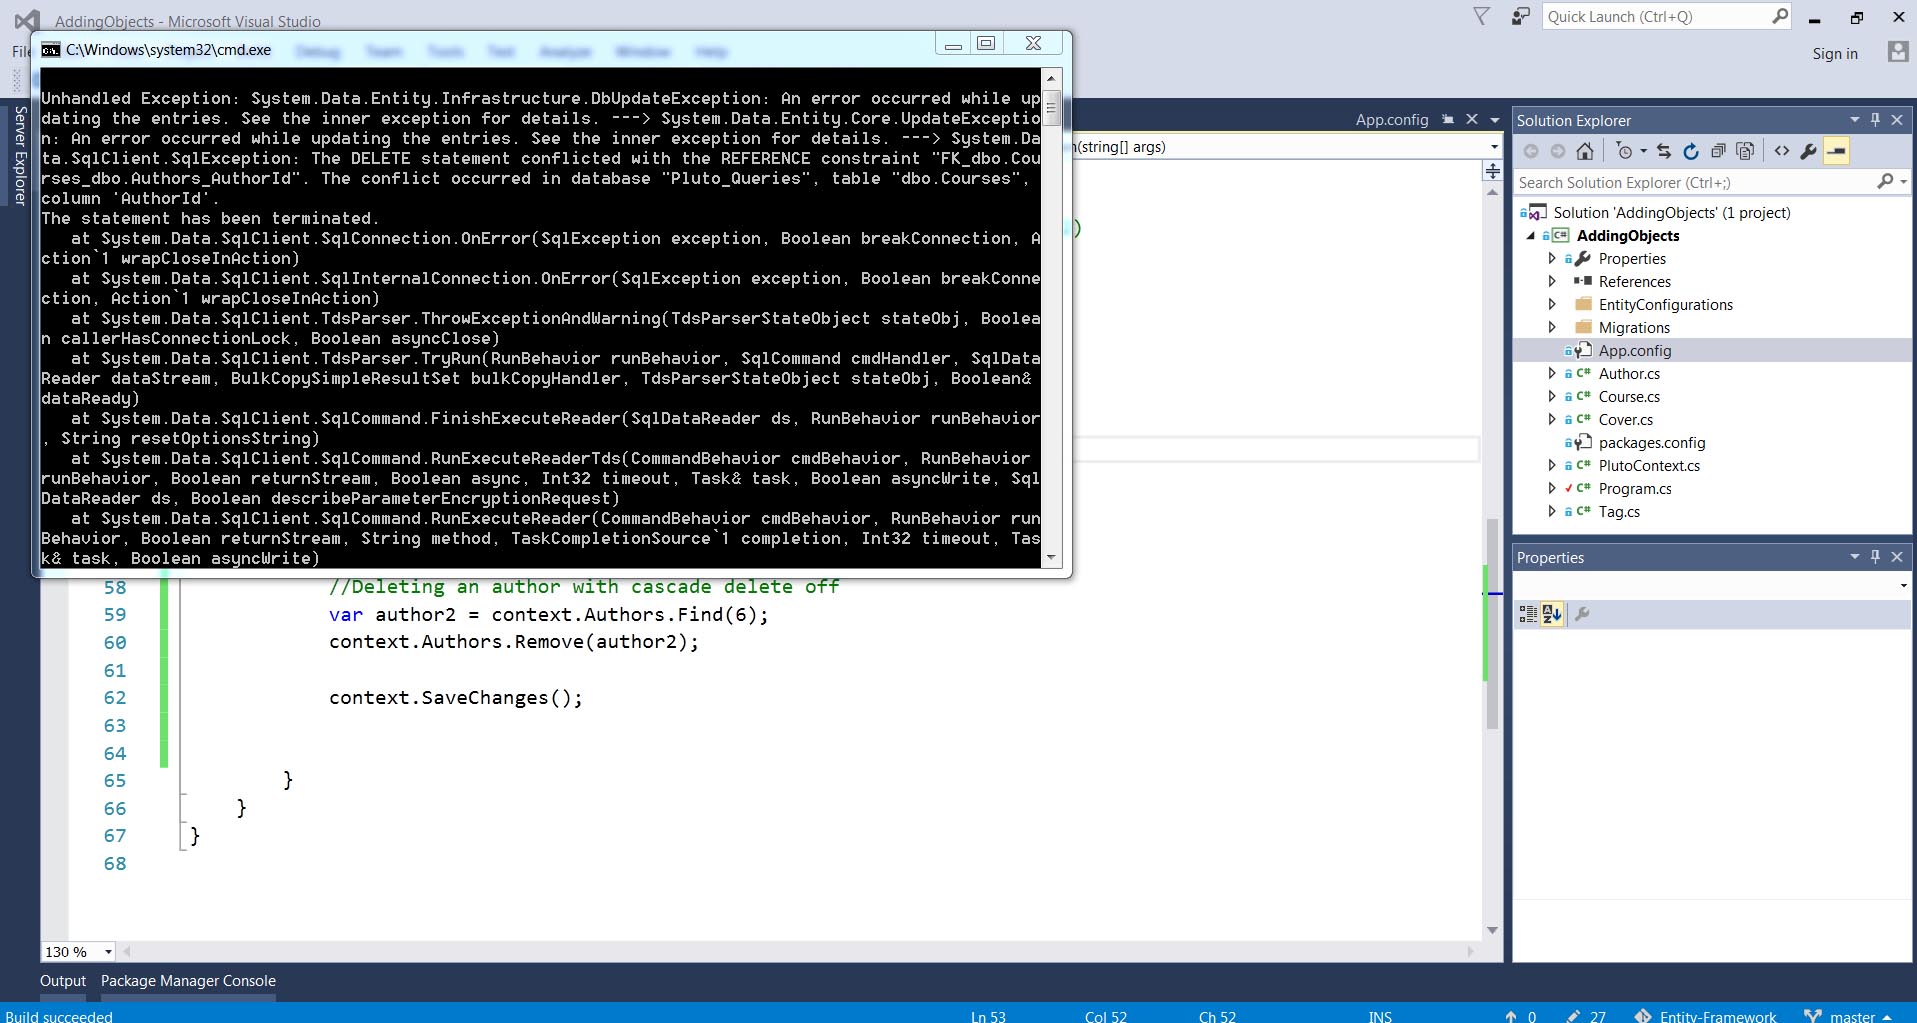 AddingObjects - Microsoft Visual Studio
Quick Launch (Ctrl+Q)
Sign in
C:\Windows\system32\cmd.exe
Debug Team Tools Test Analyze Window Help
Unhandled Exception: System.Data.Entity.Infrastructure.DbUpdateException: An error occurred while up
dating the entries. See the inner exception for details. ---> System.Data.Entity.Core.UpdateExceptio
n: An error occurred while updating the entries. See the inner exception for details. ---> System.Da
ta.SqlClient.SqlException: The DELETE statement conflicted with the REFERENCE constraint "FK_dbo.Cou
rses_dbo.Authors_AuthorId". The conflict occurred in database "Pluto_Queries", table "dbo.Courses",
column 'AuthorId'.
The statement has been terminated.
at System.Data.SqlClient.SqlConnection.OnError(SqlException exception, Boolean breakConnection, A
ction`1 wrapCloseInAction)
at System.Data.SqlClient.SqlInternalConnection.OnError(SqlException exception, Boolean breakConne
ction, Action`1 wrapCloseInAction)
at System.Data.SqlClient.TdsParser.ThrowExceptionAndWarning(TdsParserStateObject stateObj, Boolea
n callerHasConnectionLock, Boolean asyncClose)
at System.Data.SqlClient.TdsParser.TryRun(RunBehavior runBehavior, SqlCommand cmdHandler, SqlData
Reader dataStream, BulkCopySimpleResultSet bulkCopyHandler, TdsParserStateObject stateObj, Boolean&
dataReady)
at System.Data.SqlClient.SqlCommand.FinishExecuteReader(SqlDataReader ds, RunBehavior runBehavior
, String resetOptionsString)
at System.Data.SqlClient.SqlCommand.RunExecuteReaderTds(CommandBehavior cmdBehavior, RunBehavior
runBehavior, Boolean returnStream, Boolean async, Int32 timeout, Task& task, Boolean asyncWrite, Sql
DataReader ds, Boolean describeParameterEncryptionRequest)
at System.Data.SqlClient.SqlCommand.RunExecuteReader(CommandBehavior cmdBehavior, RunBehavior run
Behavior, Boolean returnStream, String method, TaskCompletionSource`1 completion, Int32 timeout, Tas
k& task, Boolean asyncWrite)
Server Explorer
App.config
(string[] args)
)
58 //Deleting an author with cascade delete off
59 var author2 = context.Authors.Find(6);
60 context.Authors.Remove(author2);
61
62 context.SaveChanges();
63
64
65 }
66 }
67 }
68
130 %
Solution Explorer
Search Solution Explorer (Ctrl+;)
Solution 'AddingObjects' (1 project)
C# AddingObjects
Properties
References
EntityConfigurations
Migrations
App.config
C# Author.cs
C# Course.cs
C# Cover.cs
packages.config
C# PlutoContext.cs
C# Program.cs
C# Tag.cs
Properties
Output Package Manager Console
Build succeeded
Ln 53 Col 52 Ch 52 INS 0 27 Entity-Framework master